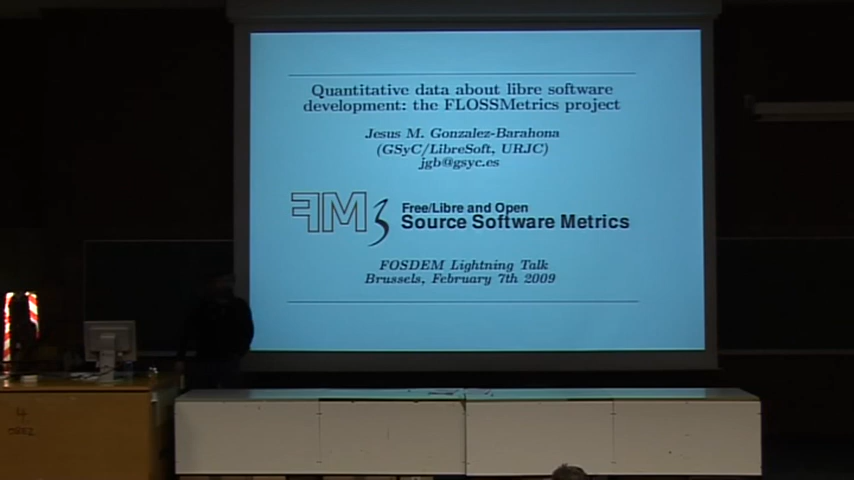 Quantitative data about libre software
development: the FLOSSMetrics project
Jesus M. Gonzalez-Barahona
(GSyC/LibreSoft, URJC)
jgb@gsyc.es
FM3
Free/Libre and Open
Source Software Metrics
FOSDEM Lightning Talk
Brussels, February 7th 2009